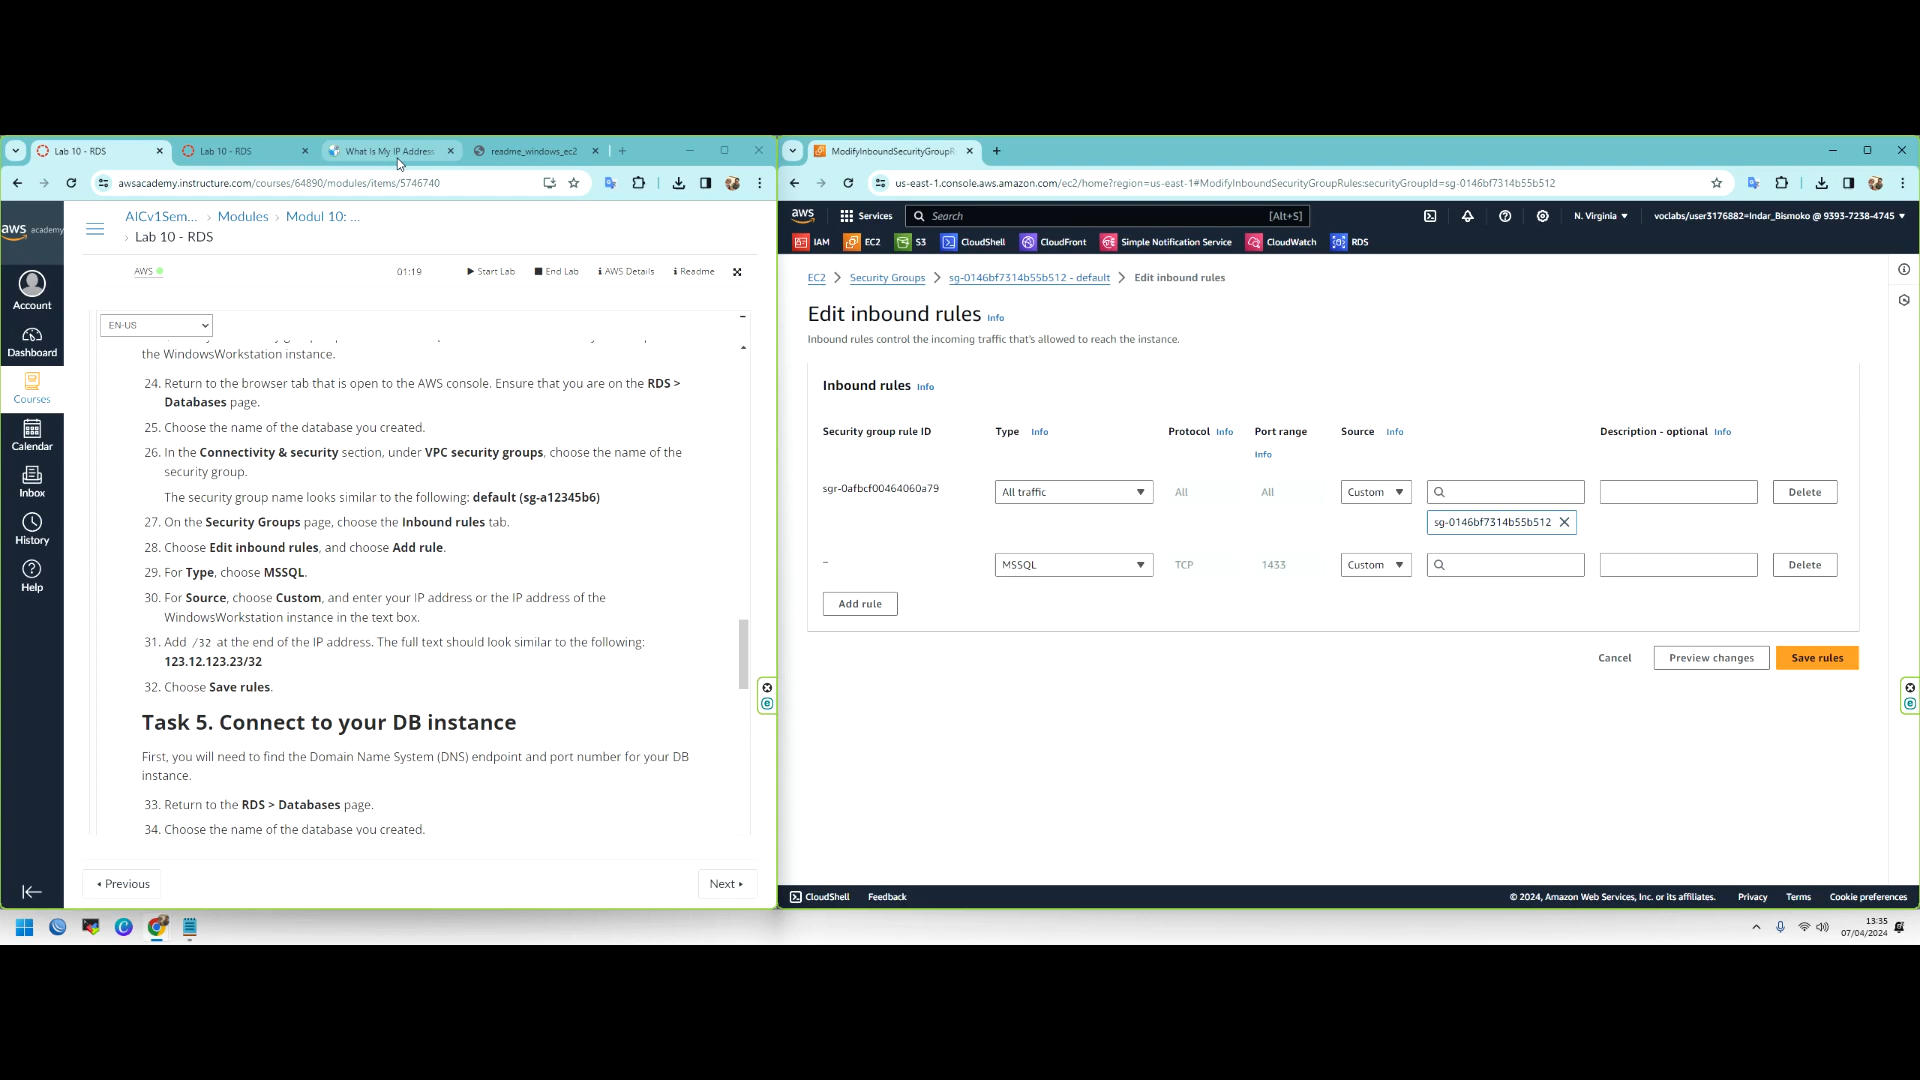 Lab 10 - RDS
Lab 10 - RDS
What Is My IP Address
readme_windows_ec2
awsacademy.instructure.com/courses/64890/modules/items/5746740
aws academy
Account
Dashboard
Courses
Calendar
Inbox
History
Help
AICv1Sem... > Modules > Modul 10: ...
> Lab 10 - RDS
AWS
01:19
Start Lab
End Lab
AWS Details
Readme
EN-US
the WindowsWorkstation instance.
24. Return to the browser tab that is open to the AWS console. Ensure that you are on the RDS >
Databases page.
25. Choose the name of the database you created.
26. In the Connectivity & security section, under VPC security groups, choose the name of the
security group.
The security group name looks similar to the following: default (sg-a12345b6)
27. On the Security Groups page, choose the Inbound rules tab.
28. Choose Edit inbound rules, and choose Add rule.
29. For Type, choose MSSQL.
30. For Source, choose Custom, and enter your IP address or the IP address of the
WindowsWorkstation instance in the text box.
31. Add /32 at the end of the IP address. The full text should look similar to the following:
123.12.123.23/32
32. Choose Save rules.
Task 5. Connect to your DB instance
First, you will need to find the Domain Name System (DNS) endpoint and port number for your DB
instance.
33. Return to the RDS > Databases page.
34. Choose the name of the database you created.
Previous
Next
ModifyInboundSecurityGroupR
us-east-1.console.aws.amazon.com/ec2/home?region=us-east-1#ModifyInboundSecurityGroupRules:securityGroupId=sg-0146bf7314b55b512
aws
Services
Search
[Alt+S]
N. Virginia
voclabs/user3176882=Indar_Bismoko @ 9393-7238-4745
IAM
EC2
S3
CloudShell
CloudFront
Simple Notification Service
CloudWatch
RDS
EC2 > Security Groups > sg-0146bf7314b55b512 - default > Edit inbound rules
Edit inbound rules Info
Inbound rules control the incoming traffic that's allowed to reach the instance.
Inbound rules Info
Security group rule ID
Type Info
Protocol Info
Port range
Info
Source Info
Description - optional Info
sgr-0afbcf00464060a79
All traffic
All
All
Custom
Delete
sg-0146bf7314b55b512
–
MSSQL
TCP
1433
Custom
Delete
Add rule
Cancel
Preview changes
Save rules
CloudShell
Feedback
© 2024, Amazon Web Services, Inc. or its affiliates.
Privacy
Terms
Cookie preferences
13:35
07/04/2024